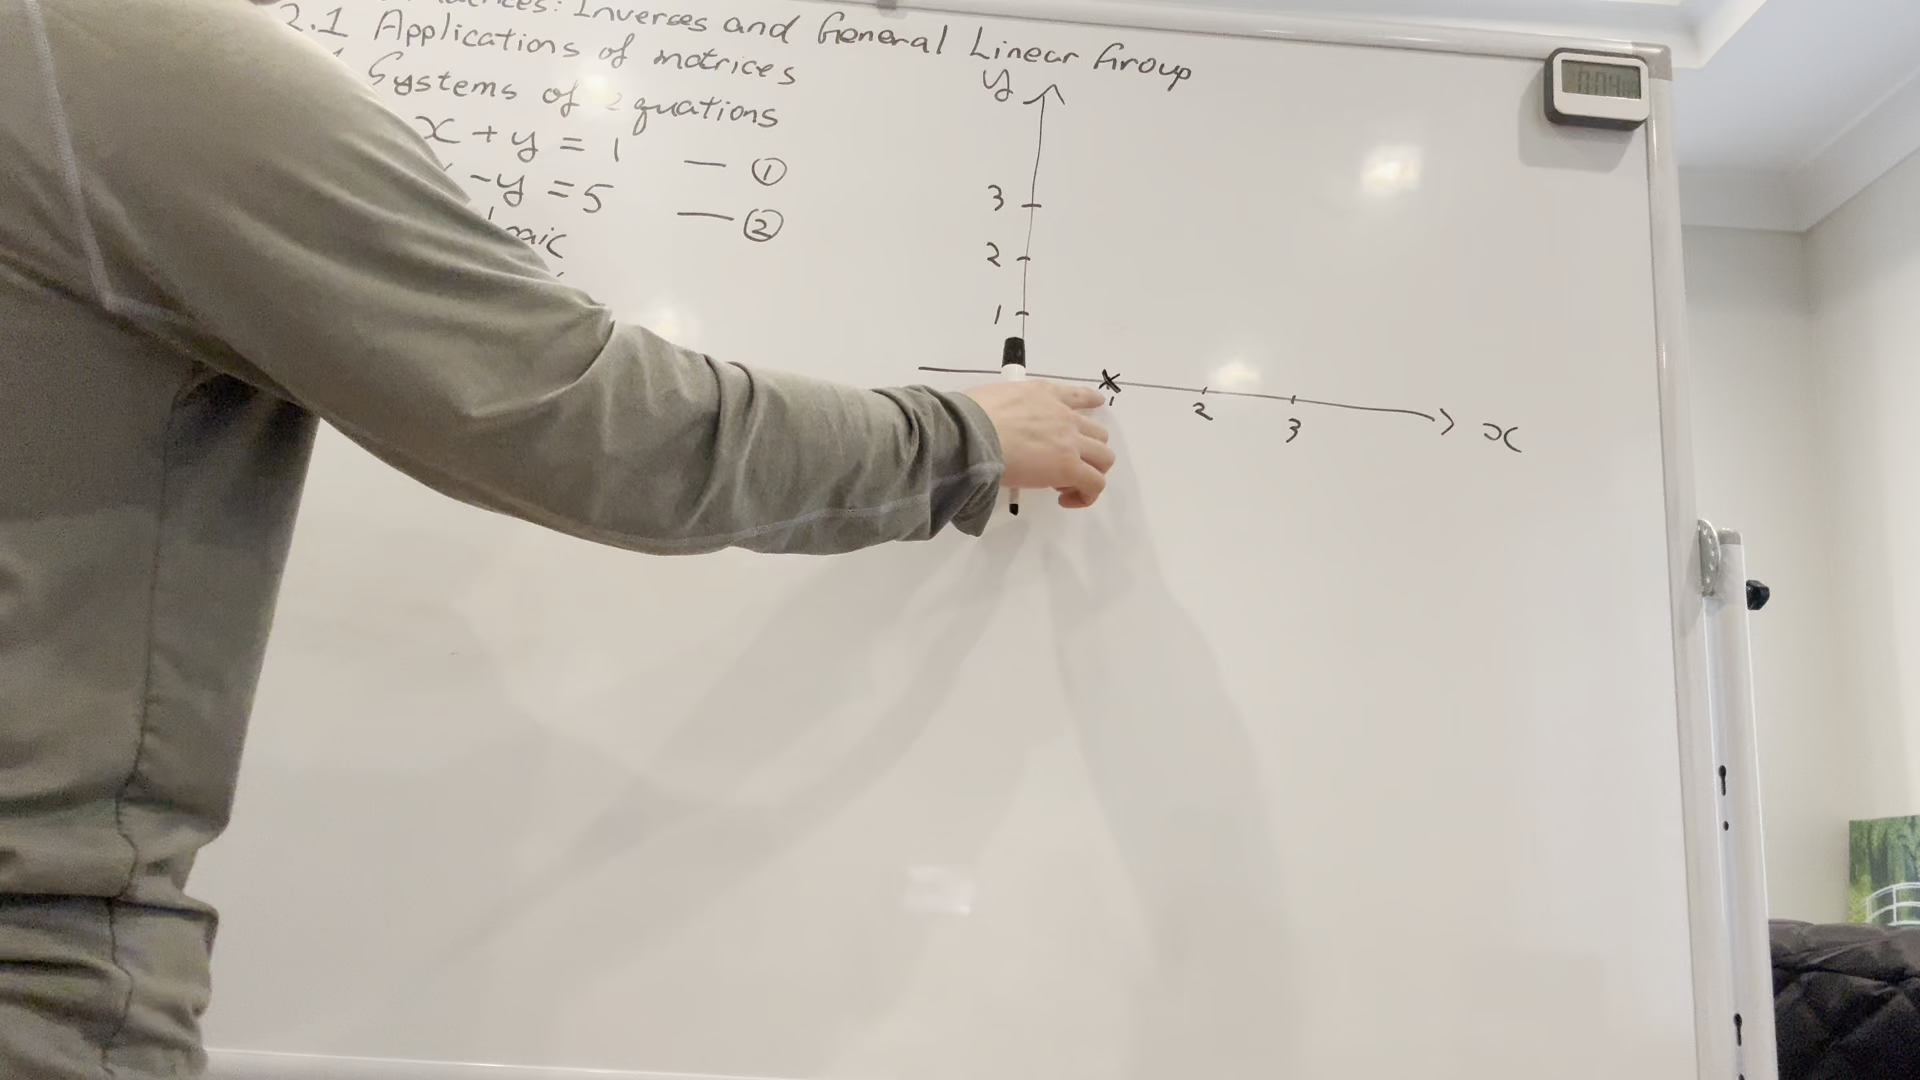 Inverses and General Linear Group
2.1 Applications of matrices
Systems of equations
x + y = 1 — ①
-y = 5 — ②
y
3
2
1
1
2
3
x